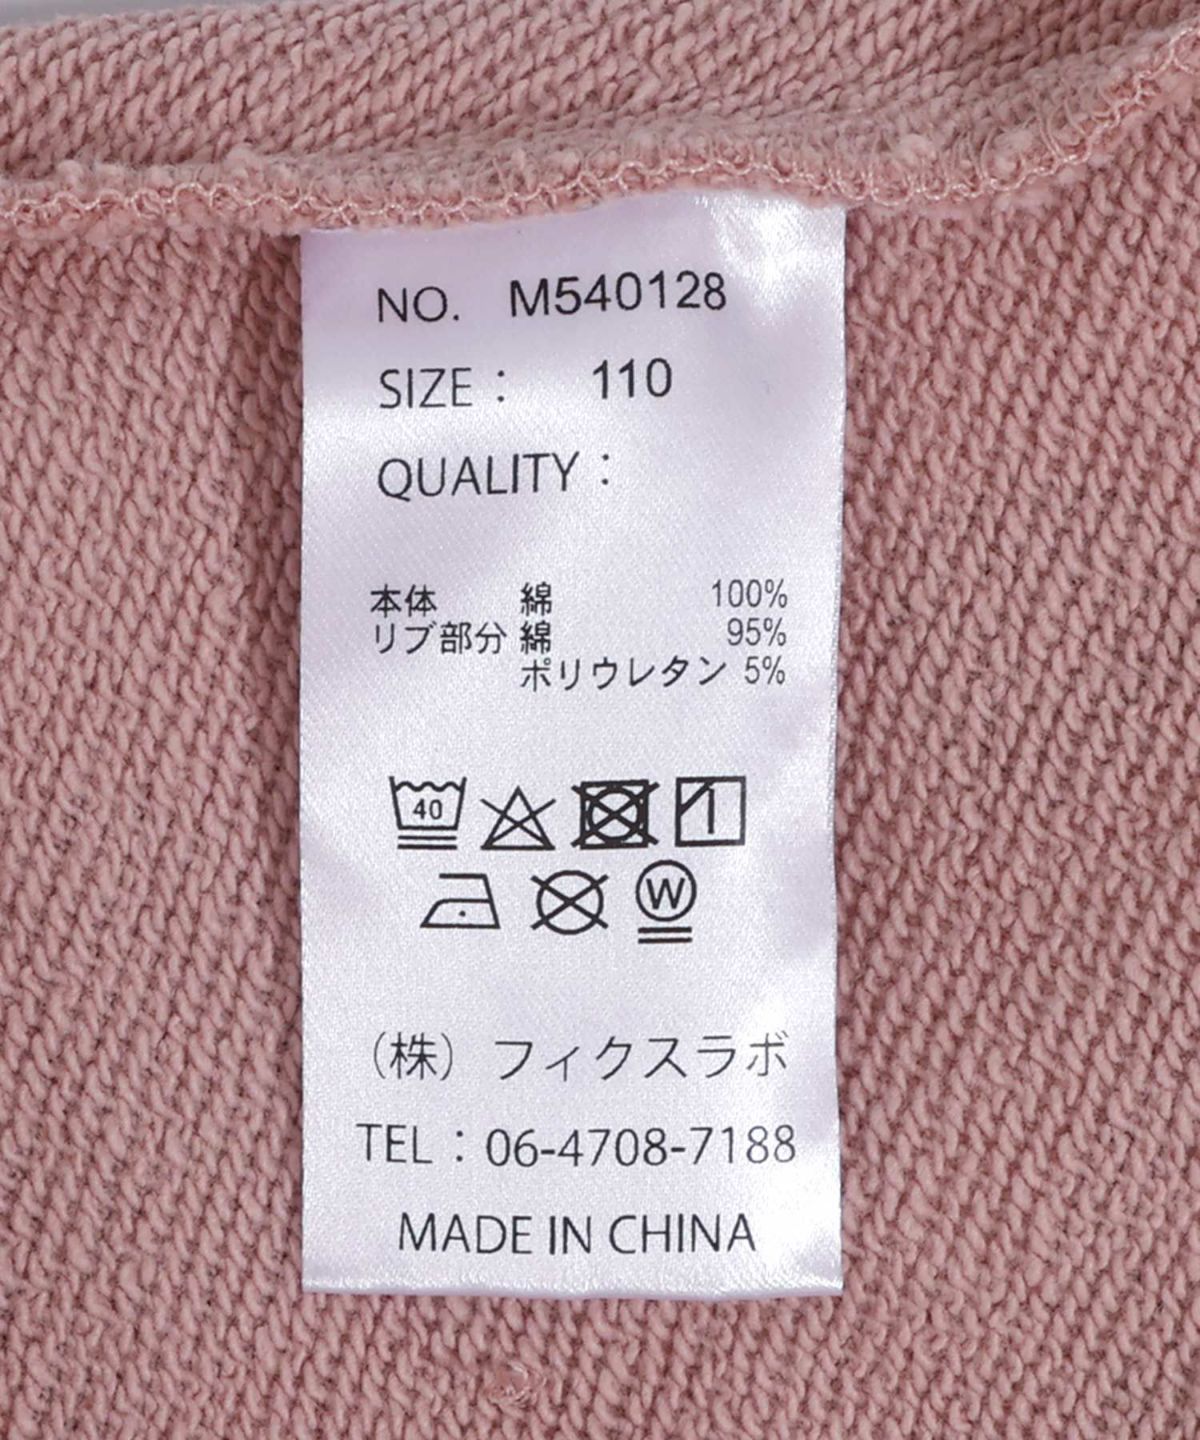 NO. M540128
SIZE : 110
QUALITY :
本体 綿 100%
リブ部分 綿 95%
ポリウレタン 5%
40
W
（株）フィクスラボ
TEL : 06-4708-7188
MADE IN CHINA